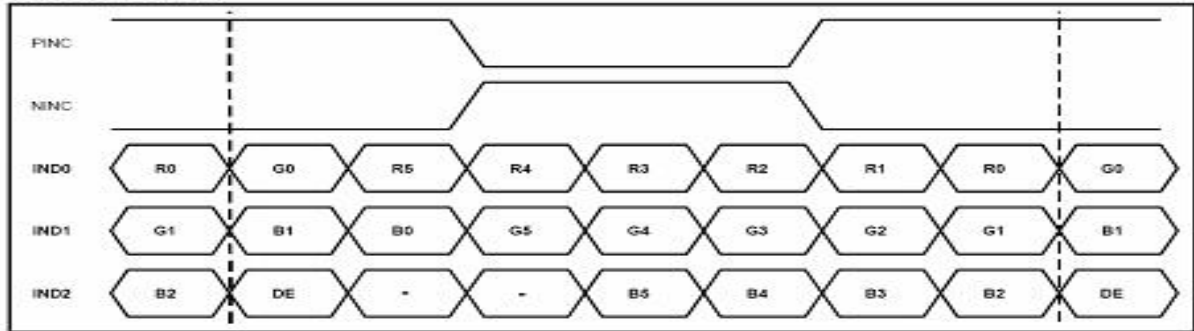 PINC
NINC
IND0 R0 G0 R5 R4 R3 R2 R1 R0 G0
IND1 G1 B1 B0 G5 G4 G3 G2 G1 B1
IND2 B2 DE - - B5 B4 B3 B2 DE